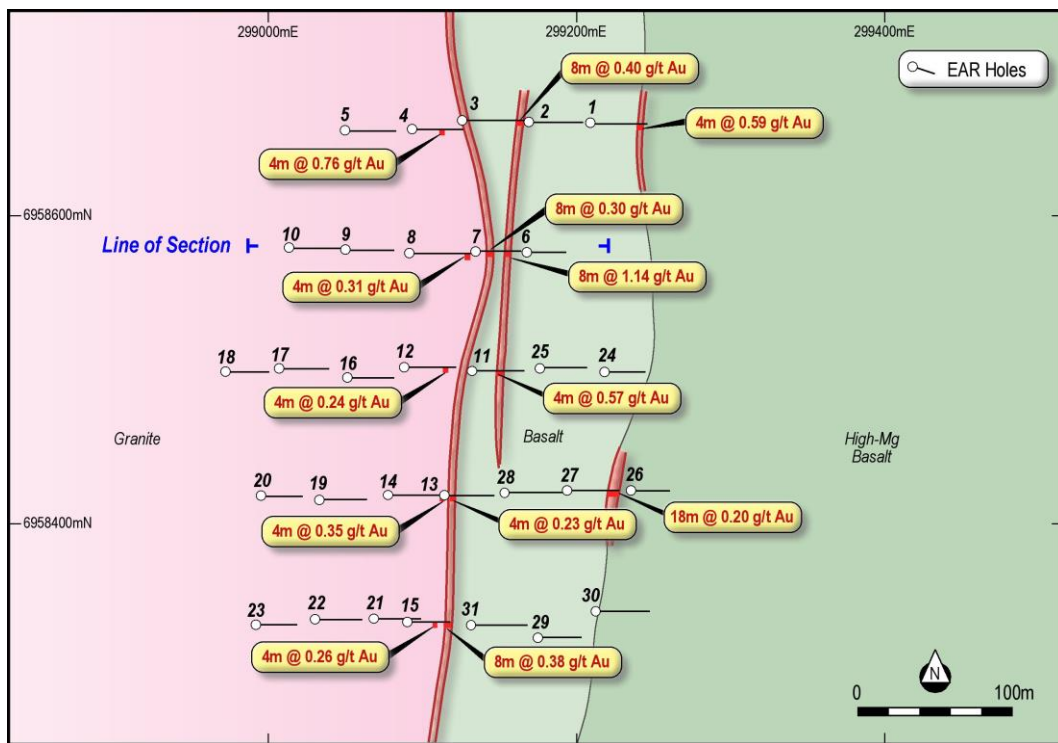 299000mE
299200mE
299400mE
EAR Holes
8m @ 0.40 g/t Au
5
4
3
2
1
4m @ 0.59 g/t Au
4m @ 0.76 g/t Au
6958600mN
8m @ 0.30 g/t Au
Line of Section
10
9
8
7
6
4m @ 0.31 g/t Au
8m @ 1.14 g/t Au
18
17
16
12
11
25
24
4m @ 0.24 g/t Au
4m @ 0.57 g/t Au
Granite
Basalt
High-Mg
Basalt
20
19
14
13
28
27
26
6958400mN
4m @ 0.35 g/t Au
4m @ 0.23 g/t Au
18m @ 0.20 g/t Au
23
22
21
15
31
29
30
4m @ 0.26 g/t Au
8m @ 0.38 g/t Au
N
0
100m